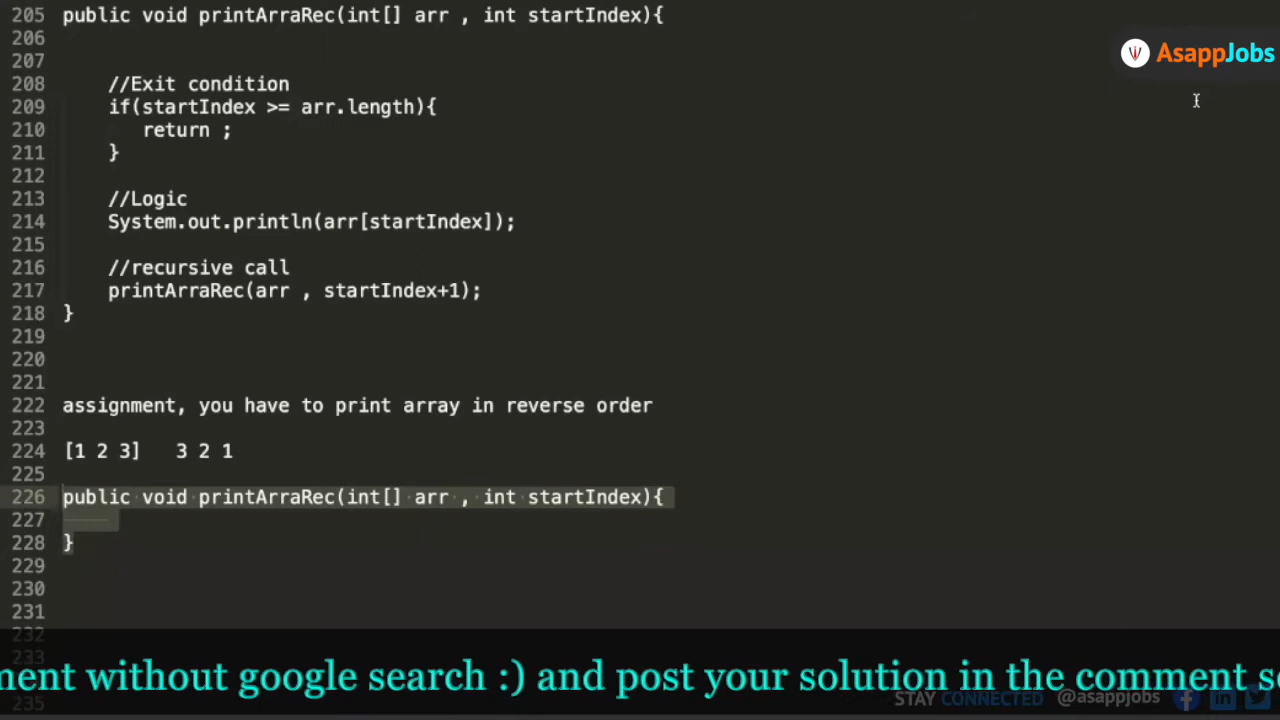 205 public void printArraRec(int[] arr , int startIndex){
206
207
208 //Exit condition
209 if(startIndex >= arr.length){
210 return ;
211 }
212
213 //Logic
214 System.out.println(arr[startIndex]);
215
216 //recursive call
217 printArraRec(arr , startIndex+1);
218 }
219
220
221
222 assignment, you have to print array in reverse order
223
224 [1 2 3] 3 2 1
225
226 public void printArraRec(int[] arr , int startIndex){
227
228 }
229
230
231
232
233
235
AsappJobs
ment without google search :) and post your solution in the comment se
STAY CONNECTED @asappjobs